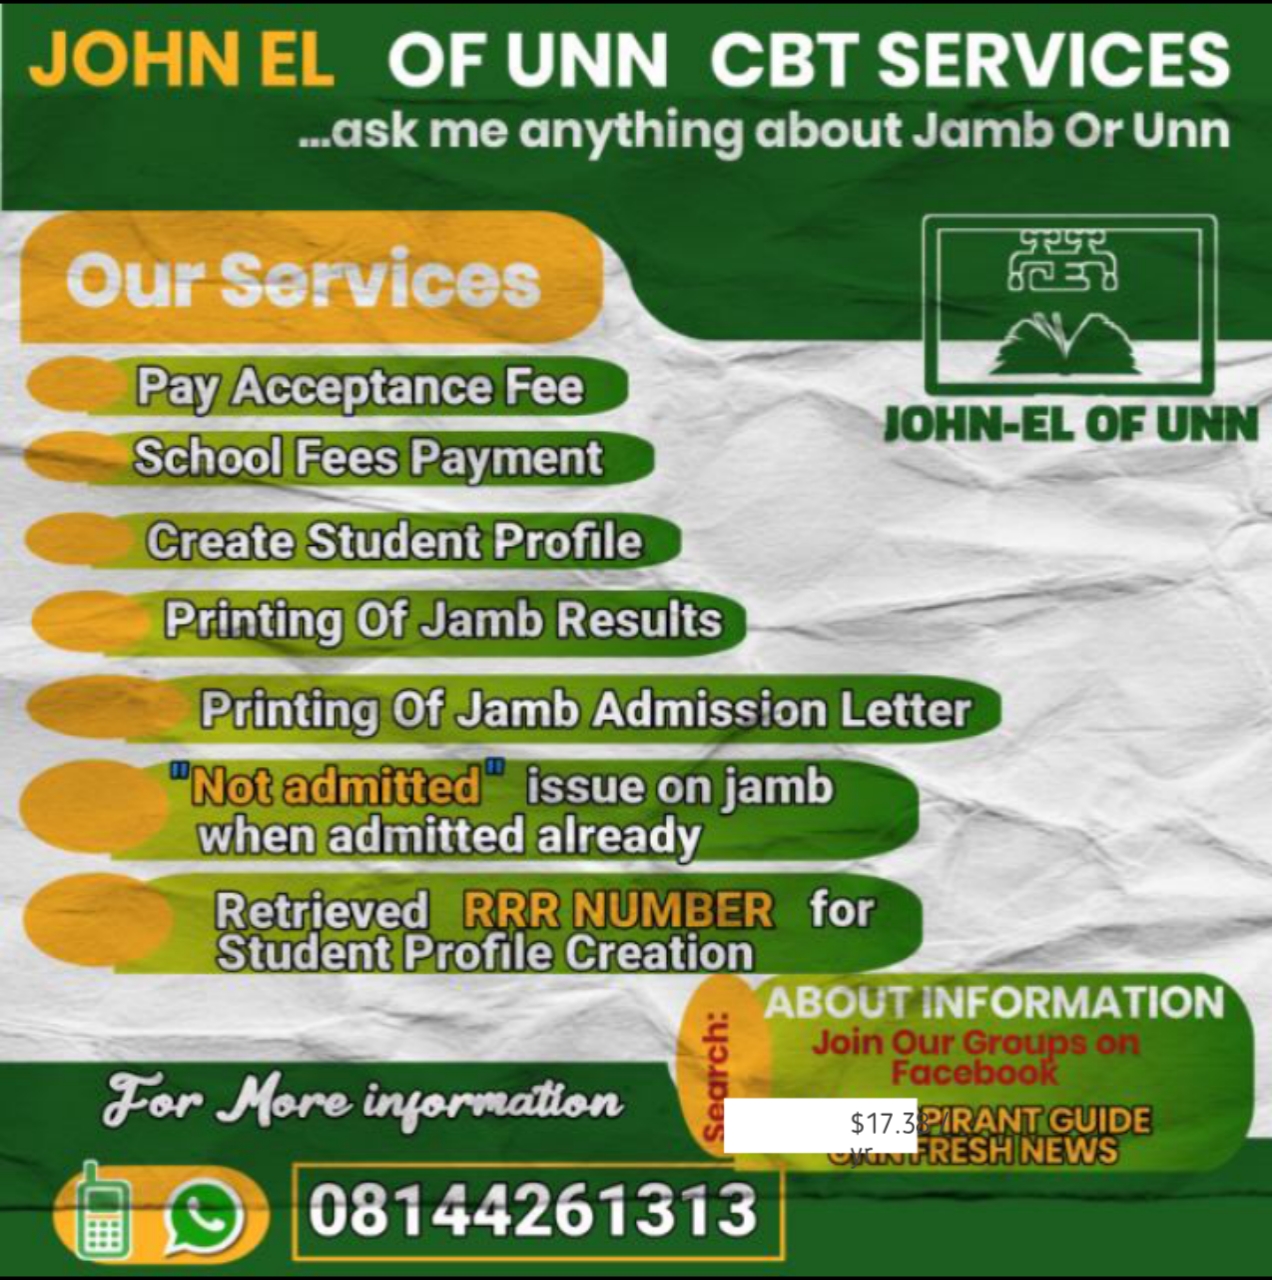 JOHN EL OF UNN CBT SERVICES
...ask me anything about Jamb Or Unn
Our Services
JOHN-EL OF UNN
Pay Acceptance Fee
School Fees Payment
Create Student Profile
Printing Of Jamb Results
Printing Of Jamb Admission Letter
"Not admitted" issue on jamb
when admitted already
Retrieved RRR NUMBER for
Student Profile Creation
Search:
ABOUT INFORMATION
Join Our Groups on
Facebook
PIRANT GUIDE
FRESH NEWS
For More information
08144261313